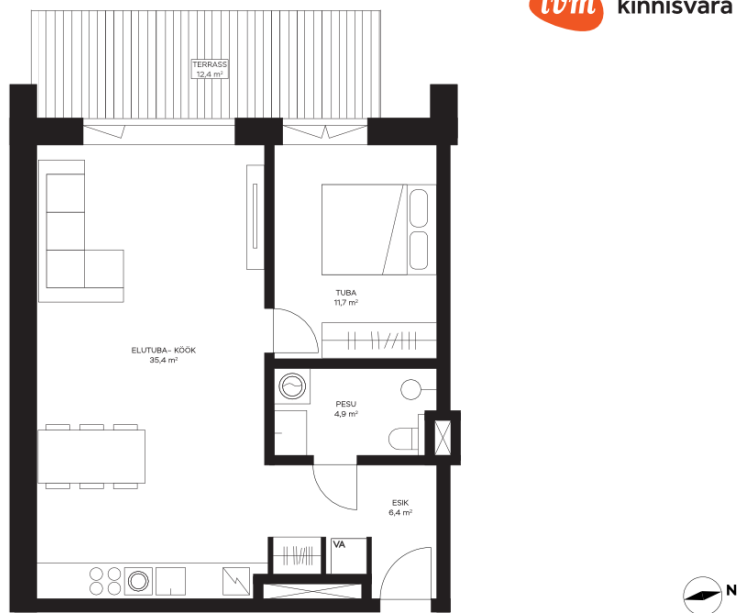 ivm kinnisvara
TERRASS
12,4 m²
TUBA
11,7 m²
ELUTUBA- KÖÖK
35,4 m²
PESU
4,9 m²
ESIK
6,4 m²
VA
N